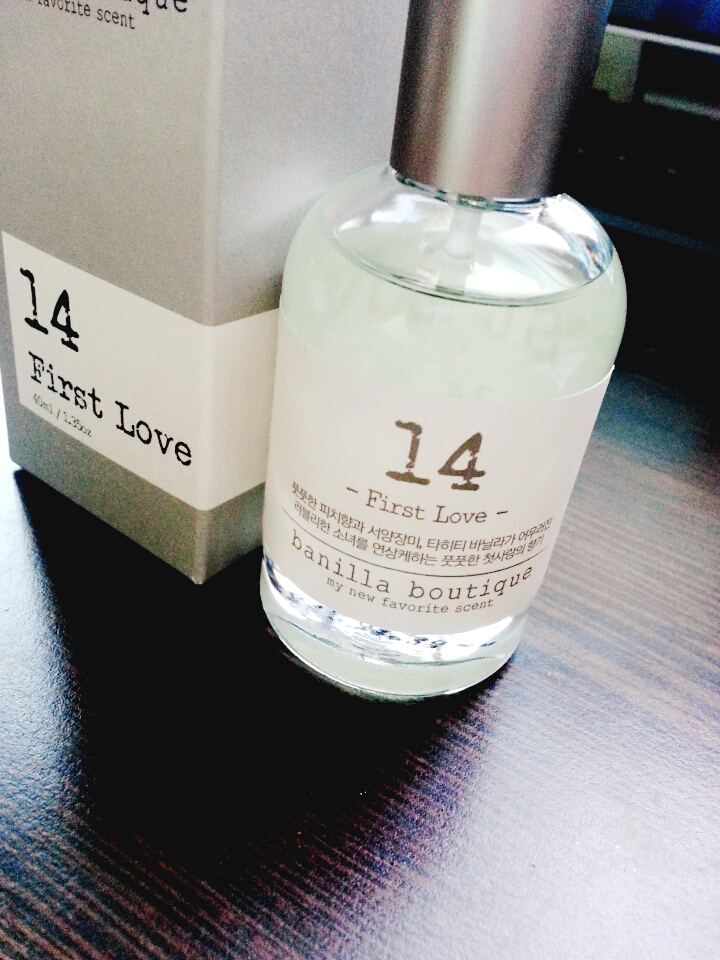 favorite scent
14
First Love
40ml / 1.35oz
14
- First Love -
풋풋한 피치향과 서양장미, 타히티 바닐라가 어우러진
러블리한 소녀를 연상케하는 풋풋한 첫사랑의 향기
banilla boutique
my new favorite scent